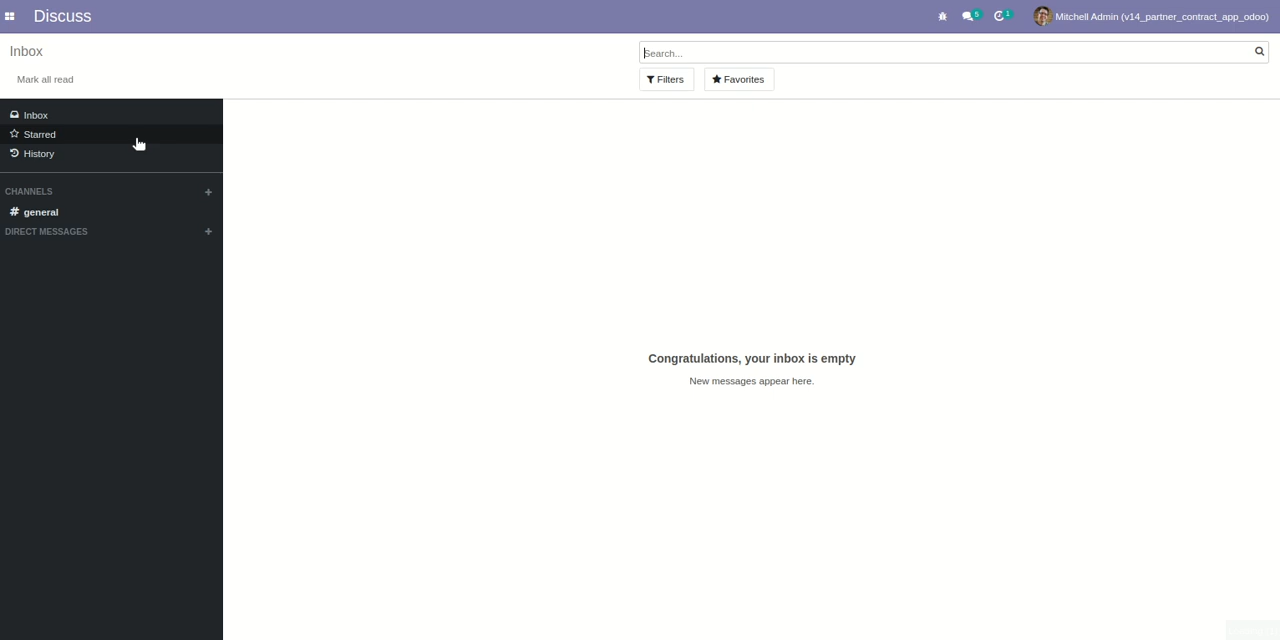 Discuss
5
1
Mitchell Admin (v14_partner_contract_app_odoo)
Inbox
Search...
Mark all read
Filters
Favorites
Inbox
Starred
History
CHANNELS +
# general
DIRECT MESSAGES +
Congratulations, your inbox is empty
New messages appear here.